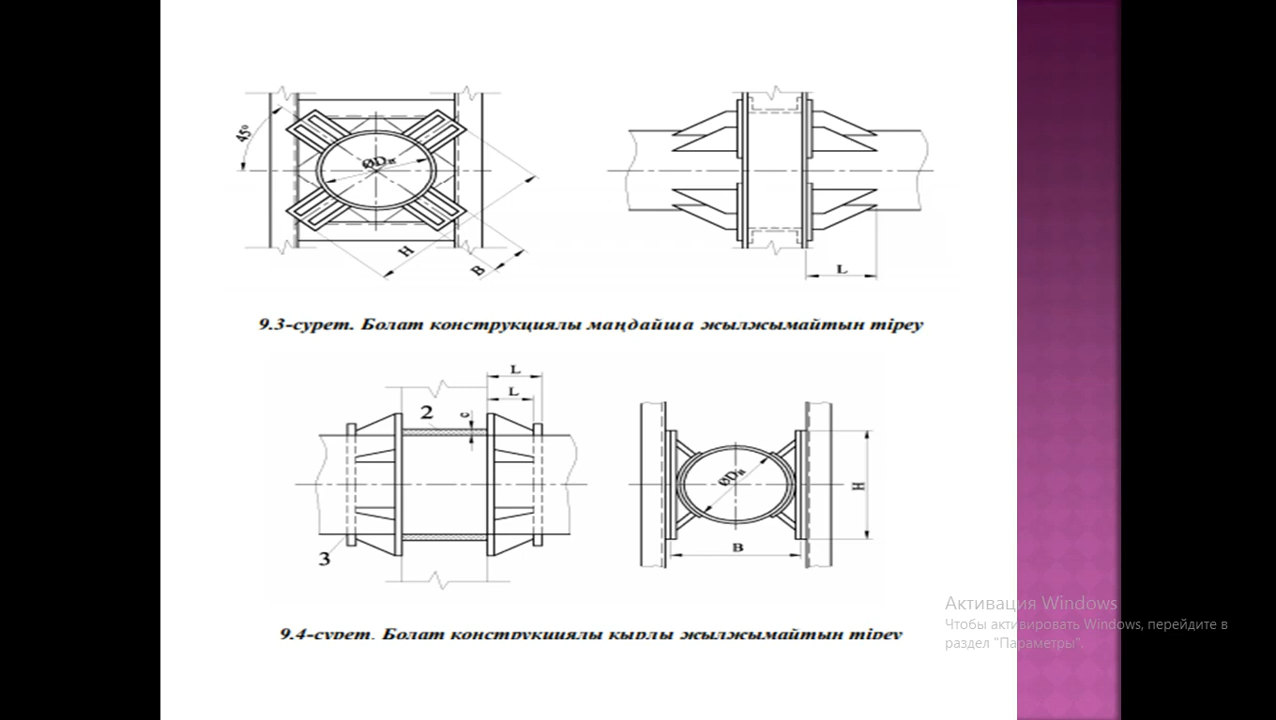 45°
ØDн
H
B
L
9.3-сурет. Болат конструкциялы маңдайша жылжымайтын тіреу
L
L
2
c
3
ØDн
H
B
9.4-сурет. Болат конструкциялы қырлы жылжымайтын тіреу
Активация Windows
Чтобы активировать Windows, перейдите в
раздел "Параметры".